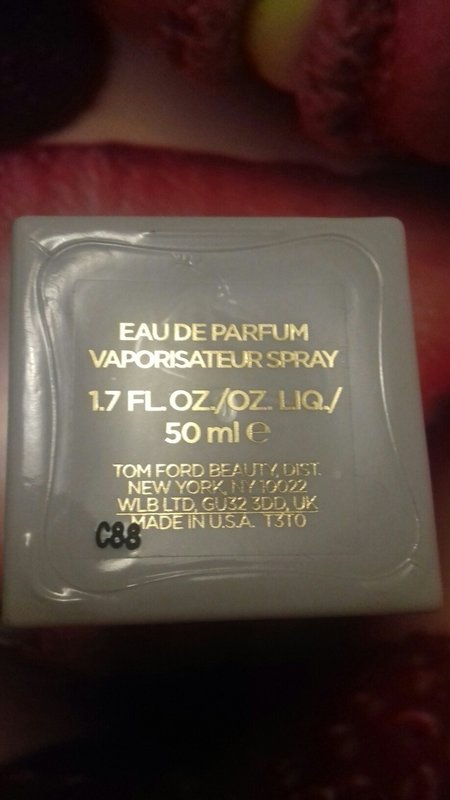 EAU DE PARFUM
VAPORISATEUR SPRAY
1.7 FL. OZ./OZ. LIQ./
50 ml ℮
TOM FORD BEAUTY, DIST.
NEW YORK, NY 10022
WLB LTD, GU32 3DD, UK
MADE IN U.S.A. T3T0
C88